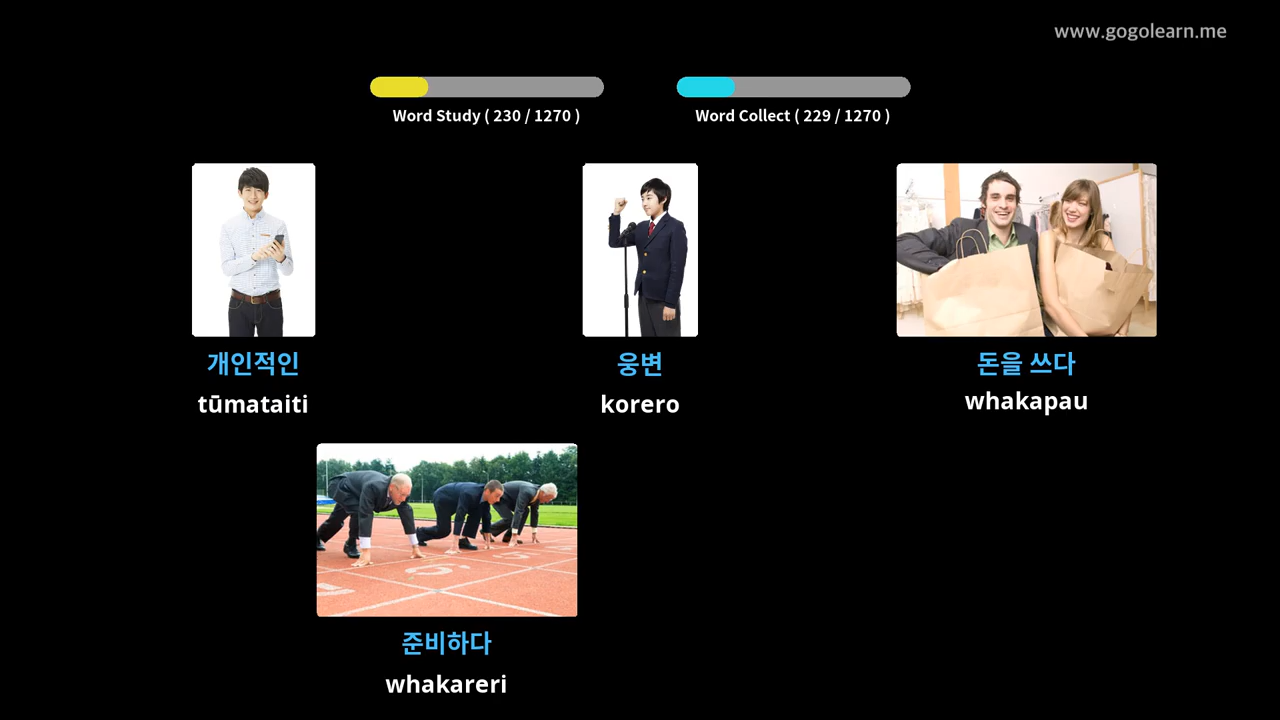 www.gogolearn.me
Word Study ( 230 / 1270 )
Word Collect ( 229 / 1270 )
개인적인
tūmataiti
웅변
korero
돈을 쓰다
whakapau
준비하다
whakareri